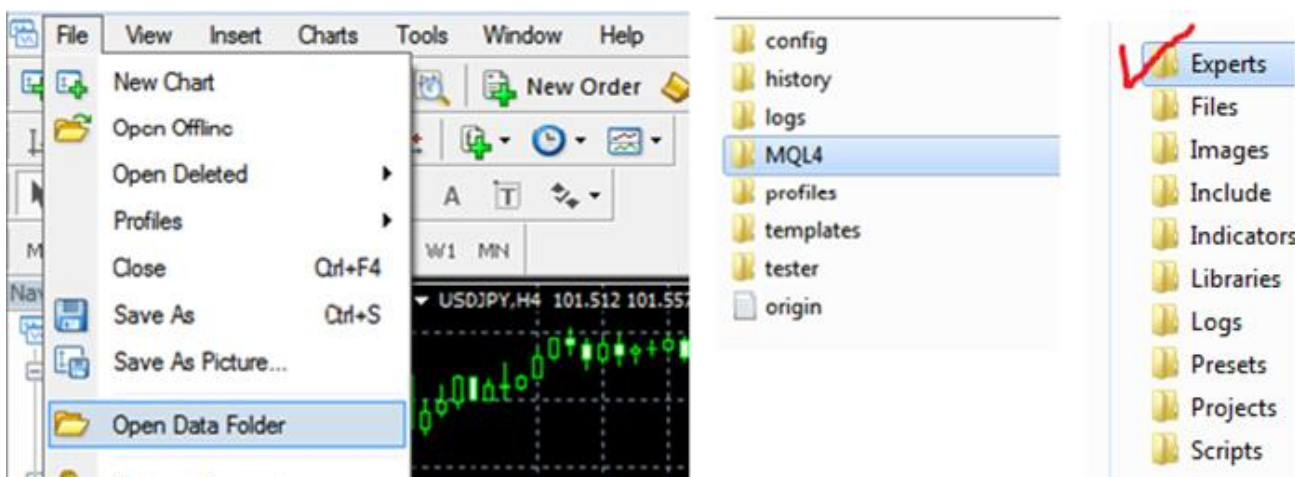 File View Insert Charts Tools Window Help
New Chart
New Order
Open Offline
Open Deleted
A T
Profiles
W1 MN
Close Ctrl+F4
USDJPY,H4 101.512 101.557
Save As Ctrl+S
Save As Picture...
Open Data Folder
config
history
logs
MQL4
profiles
templates
tester
origin
Experts
Files
Images
Include
Indicators
Libraries
Logs
Presets
Projects
Scripts